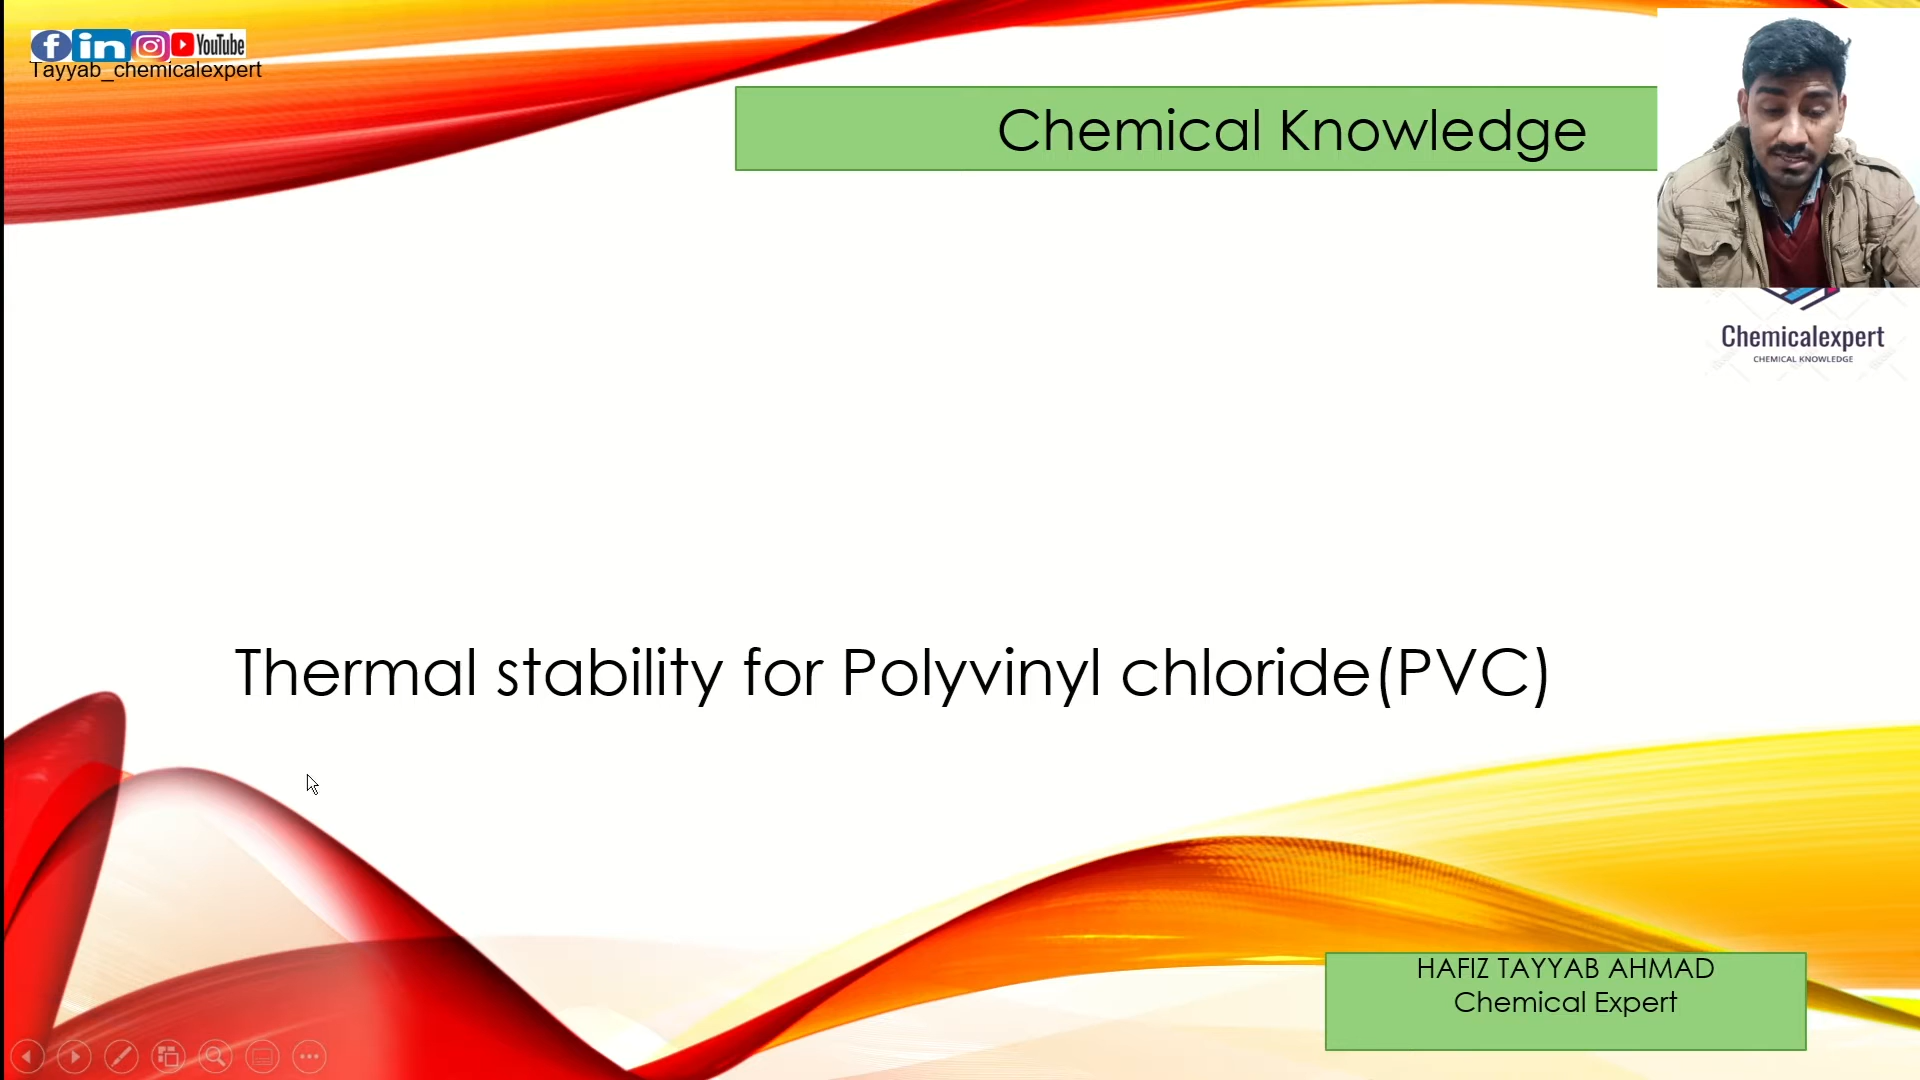 YouTube
Tayyab_chemicalexpert
Chemical Knowledge
Chemicalexpert
CHEMICAL KNOWLEDGE
Thermal stability for Polyvinyl chloride(PVC)
HAFIZ TAYYAB AHMAD
Chemical Expert